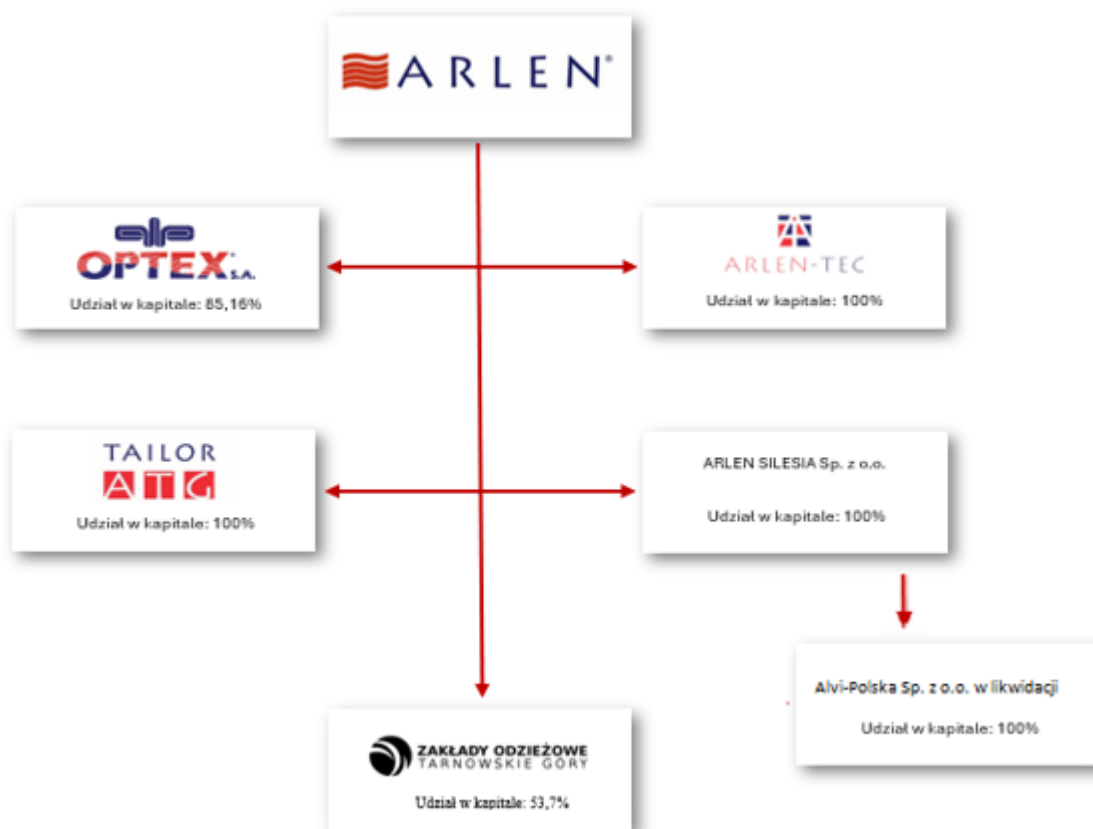 ARLEN®
OPTEX® S.A.
Udział w kapitale: 85,16%
ARLEN-TEC
Udział w kapitale: 100%
TAILOR
ATG
Udział w kapitale: 100%
ARLEN SILESIA Sp. z o.o.
Udział w kapitale: 100%
Alvi-Polska Sp. z o.o. w likwidacji
Udział w kapitale: 100%
ZAKŁADY ODZIEŻOWE
TARNOWSKIE GÓRY
Udział w kapitale: 53,7%